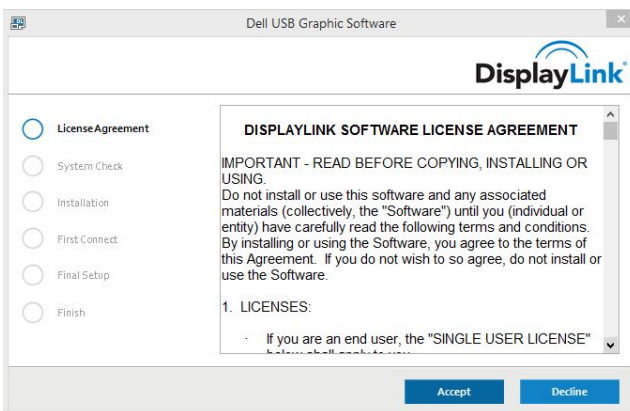 Dell USB Graphic Software
DisplayLink
License Agreement
System Check
Installation
First Connect
Final Setup
Finish
DISPLAYLINK SOFTWARE LICENSE AGREEMENT
IMPORTANT - READ BEFORE COPYING, INSTALLING OR
USING.
Do not install or use this software and any associated
materials (collectively, the "Software") until you (individual or
entity) have carefully read the following terms and conditions.
By installing or using the Software, you agree to the terms of
this Agreement. If you do not wish to so agree, do not install or
use the Software.
1. LICENSES:
· If you are an end user, the "SINGLE USER LICENSE"
Accept
Decline